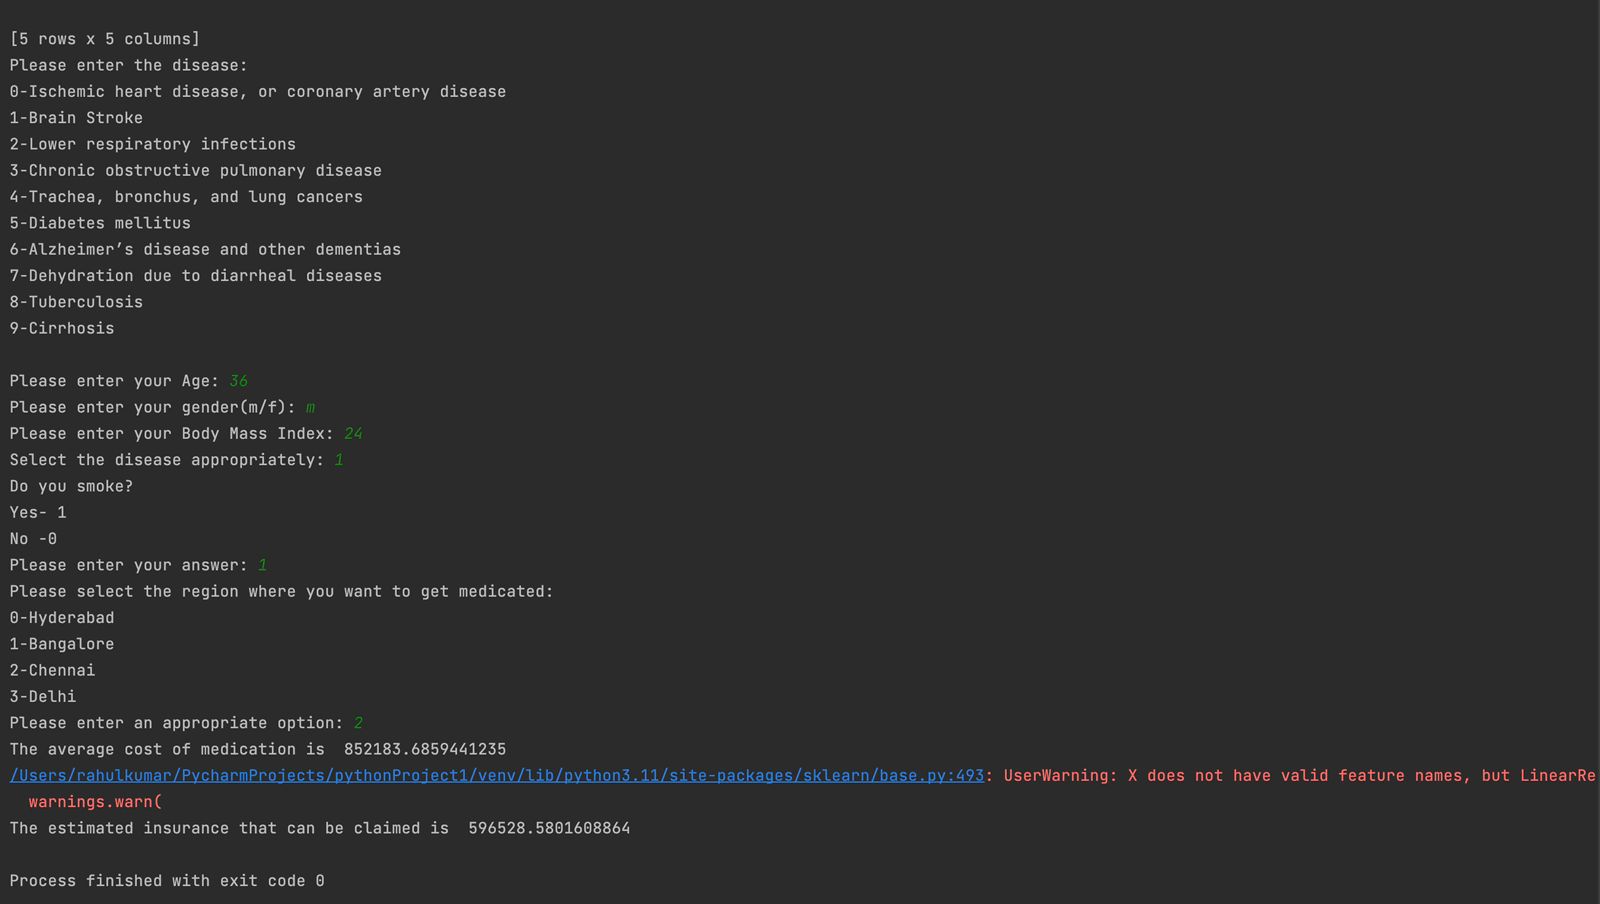 [5 rows x 5 columns]
Please enter the disease:
0-Ischemic heart disease, or coronary artery disease
1-Brain Stroke
2-Lower respiratory infections
3-Chronic obstructive pulmonary disease
4-Trachea, bronchus, and lung cancers
5-Diabetes mellitus
6-Alzheimer’s disease and other dementias
7-Dehydration due to diarrheal diseases
8-Tuberculosis
9-Cirrhosis
Please enter your Age: 36
Please enter your gender(m/f): m
Please enter your Body Mass Index: 24
Select the disease appropriately: 1
Do you smoke?
Yes- 1
No -0
Please enter your answer: 1
Please select the region where you want to get medicated:
0-Hyderabad
1-Bangalore
2-Chennai
3-Delhi
Please enter an appropriate option: 2
The average cost of medication is  852183.6859441235
/Users/rahulkumar/PycharmProjects/pythonProject1/venv/lib/python3.11/site-packages/sklearn/base.py:493: UserWarning: X does not have valid feature names, but LinearRe
warnings.warn(
The estimated insurance that can be claimed is  596528.5801608864
Process finished with exit code 0